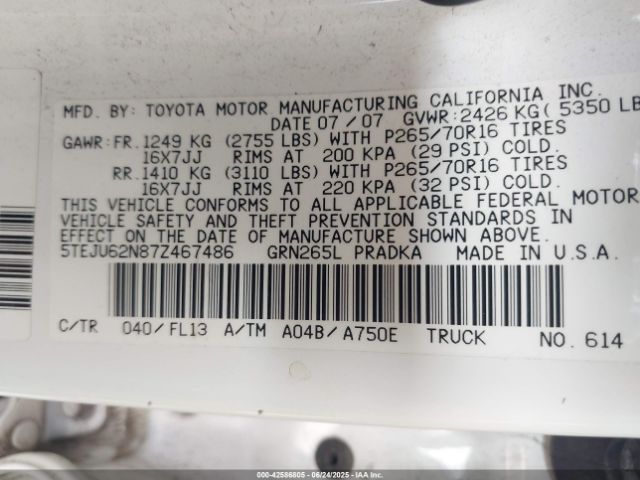 MFD. BY: TOYOTA MOTOR MANUFACTURING CALIFORNIA INC.
DATE 07 / 07 GVWR: 2426 KG( 5350 LB
GAWR: FR. 1249 KG (2755 LBS) WITH P265/70R16 TIRES
16X7JJ RIMS AT 200 KPA (29 PSI) COLD.
RR. 1410 KG (3110 LBS) WITH P265/70R16 TIRES
16X7JJ RIMS AT 220 KPA (32 PSI) COLD.
THIS VEHICLE CONFORMS TO ALL APPLICABLE FEDERAL MOTOR
VEHICLE SAFETY AND THEFT PREVENTION STANDARDS IN
EFFECT ON THE DATE OF MANUFACTURE SHOWN ABOVE.
5TEJU62N87Z467486 GRN265L PRADKA MADE IN U.S.A.
C/TR 040/FL13 A/TM A04B/A750E TRUCK NO. 614
000-42586805 - 06/24/2025 - IAAI.COM